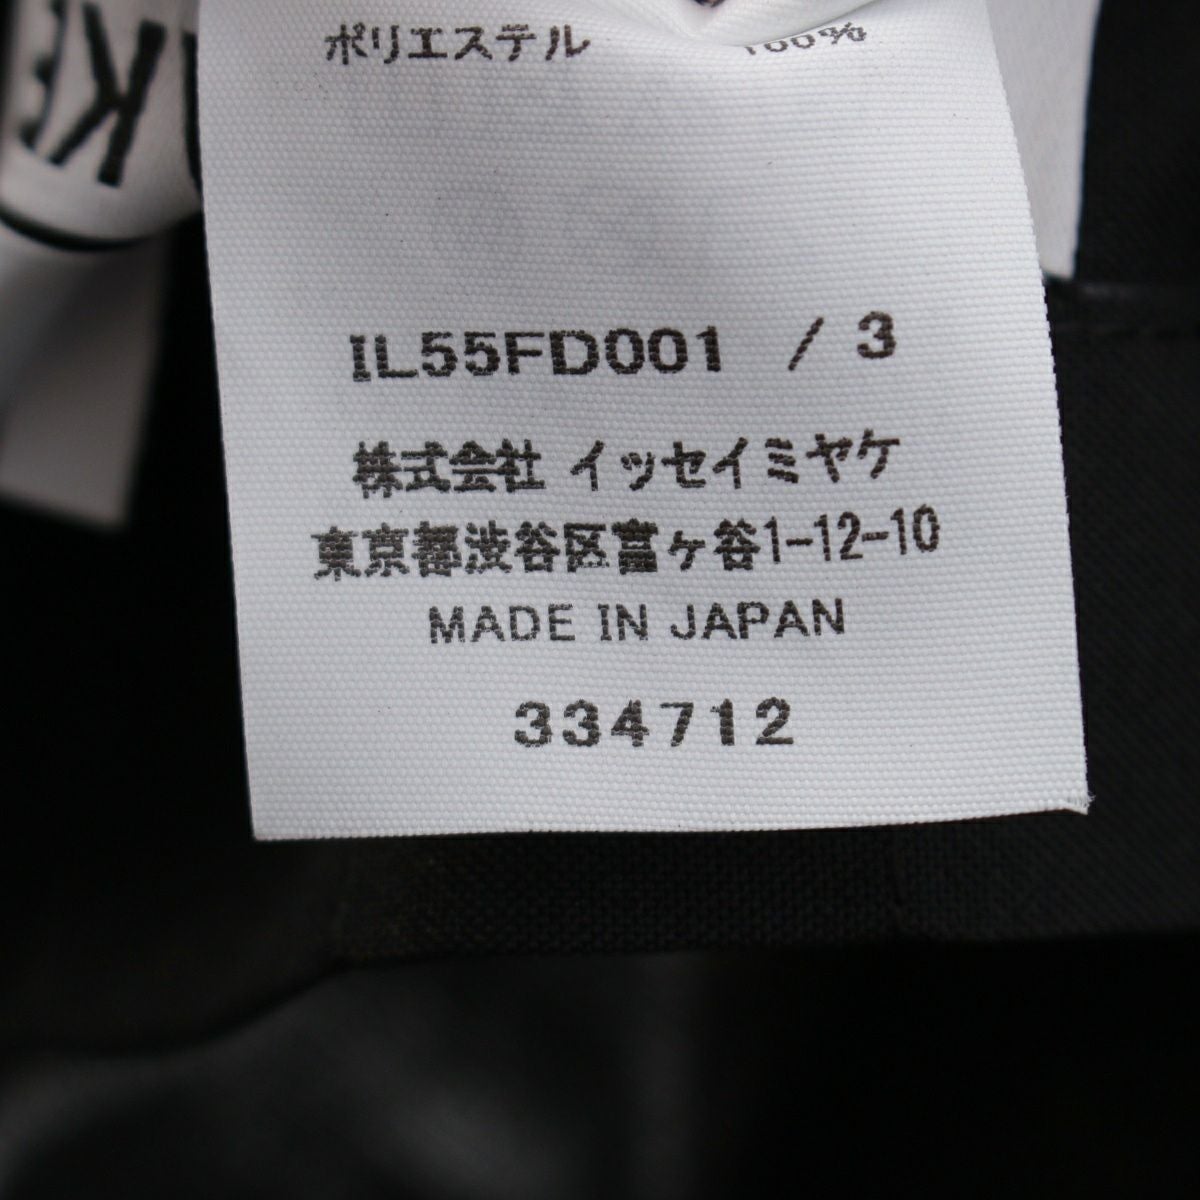 ポリエステル 100%
IL55FD001 / 3
株式会社 イッセイミヤケ
東京都渋谷区富ヶ谷1-12-10
MADE IN JAPAN
334712